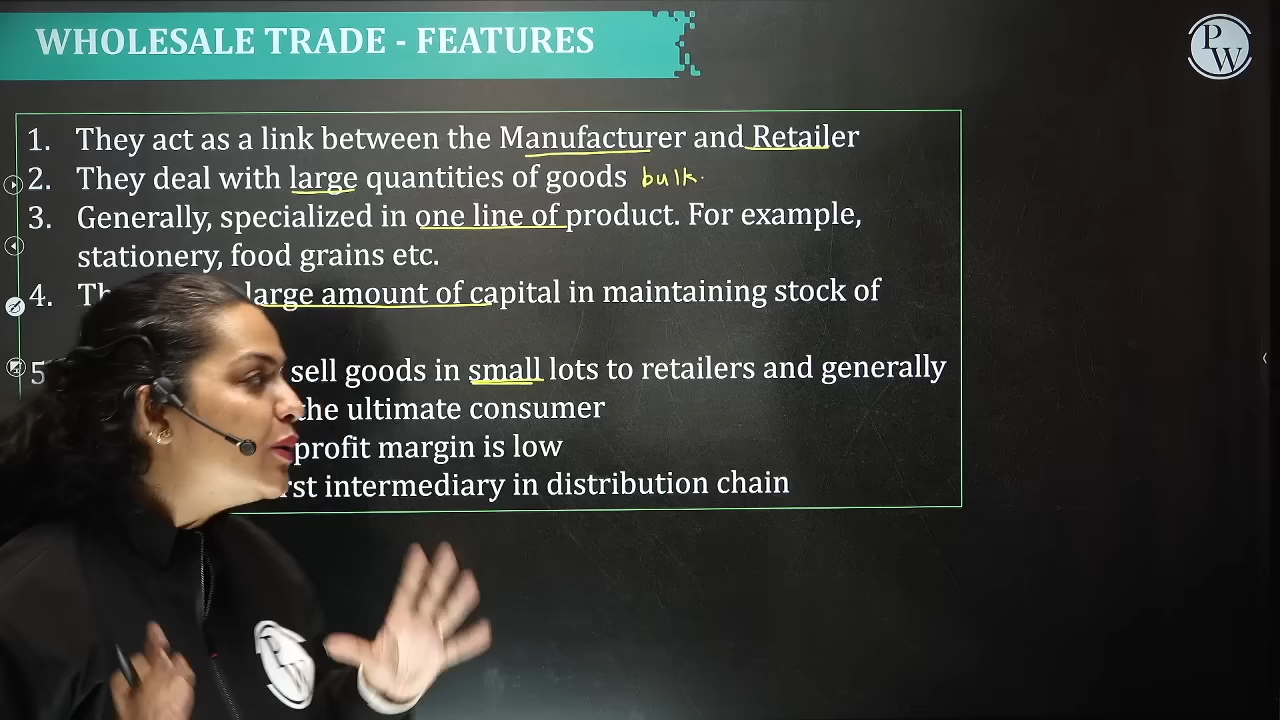 WHOLESALE TRADE - FEATURES
PW
1. They act as a link between the Manufacturer and Retailer
2. They deal with large quantities of goods bulk.
3. Generally, specialized in one line of product. For example,
stationery, food grains etc.
4. large amount of capital in maintaining stock of
5 sell goods in small lots to retailers and generally
the ultimate consumer
profit margin is low
intermediary in distribution chain
PW